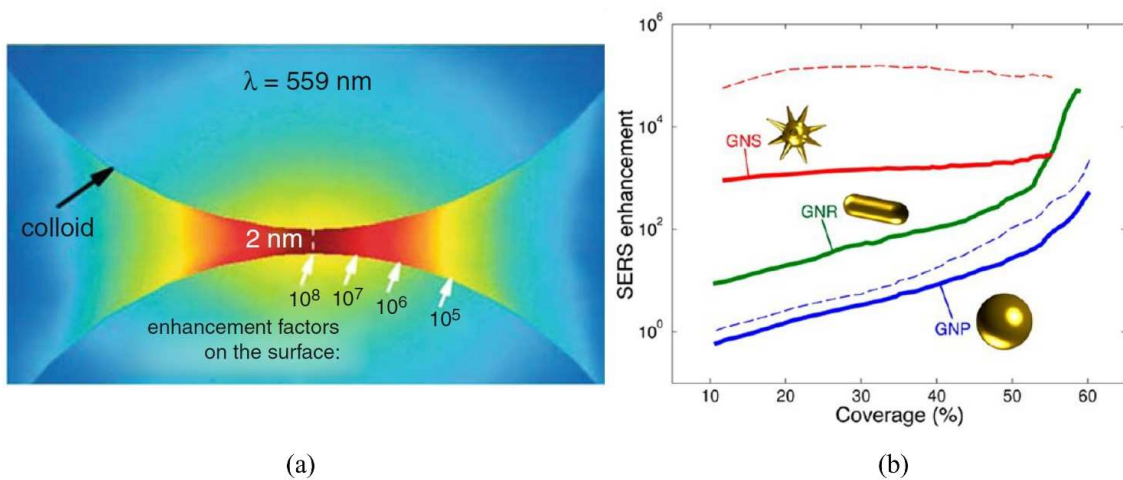 λ = 559 nm
colloid
2 nm
10⁸
10⁷
10⁶
10⁵
enhancement factors
on the surface:
(a)
SERS enhancement
10⁶
10⁴
10²
10⁰
GNS
GNR
GNP
10
20
30
40
50
60
Coverage (%)
(b)